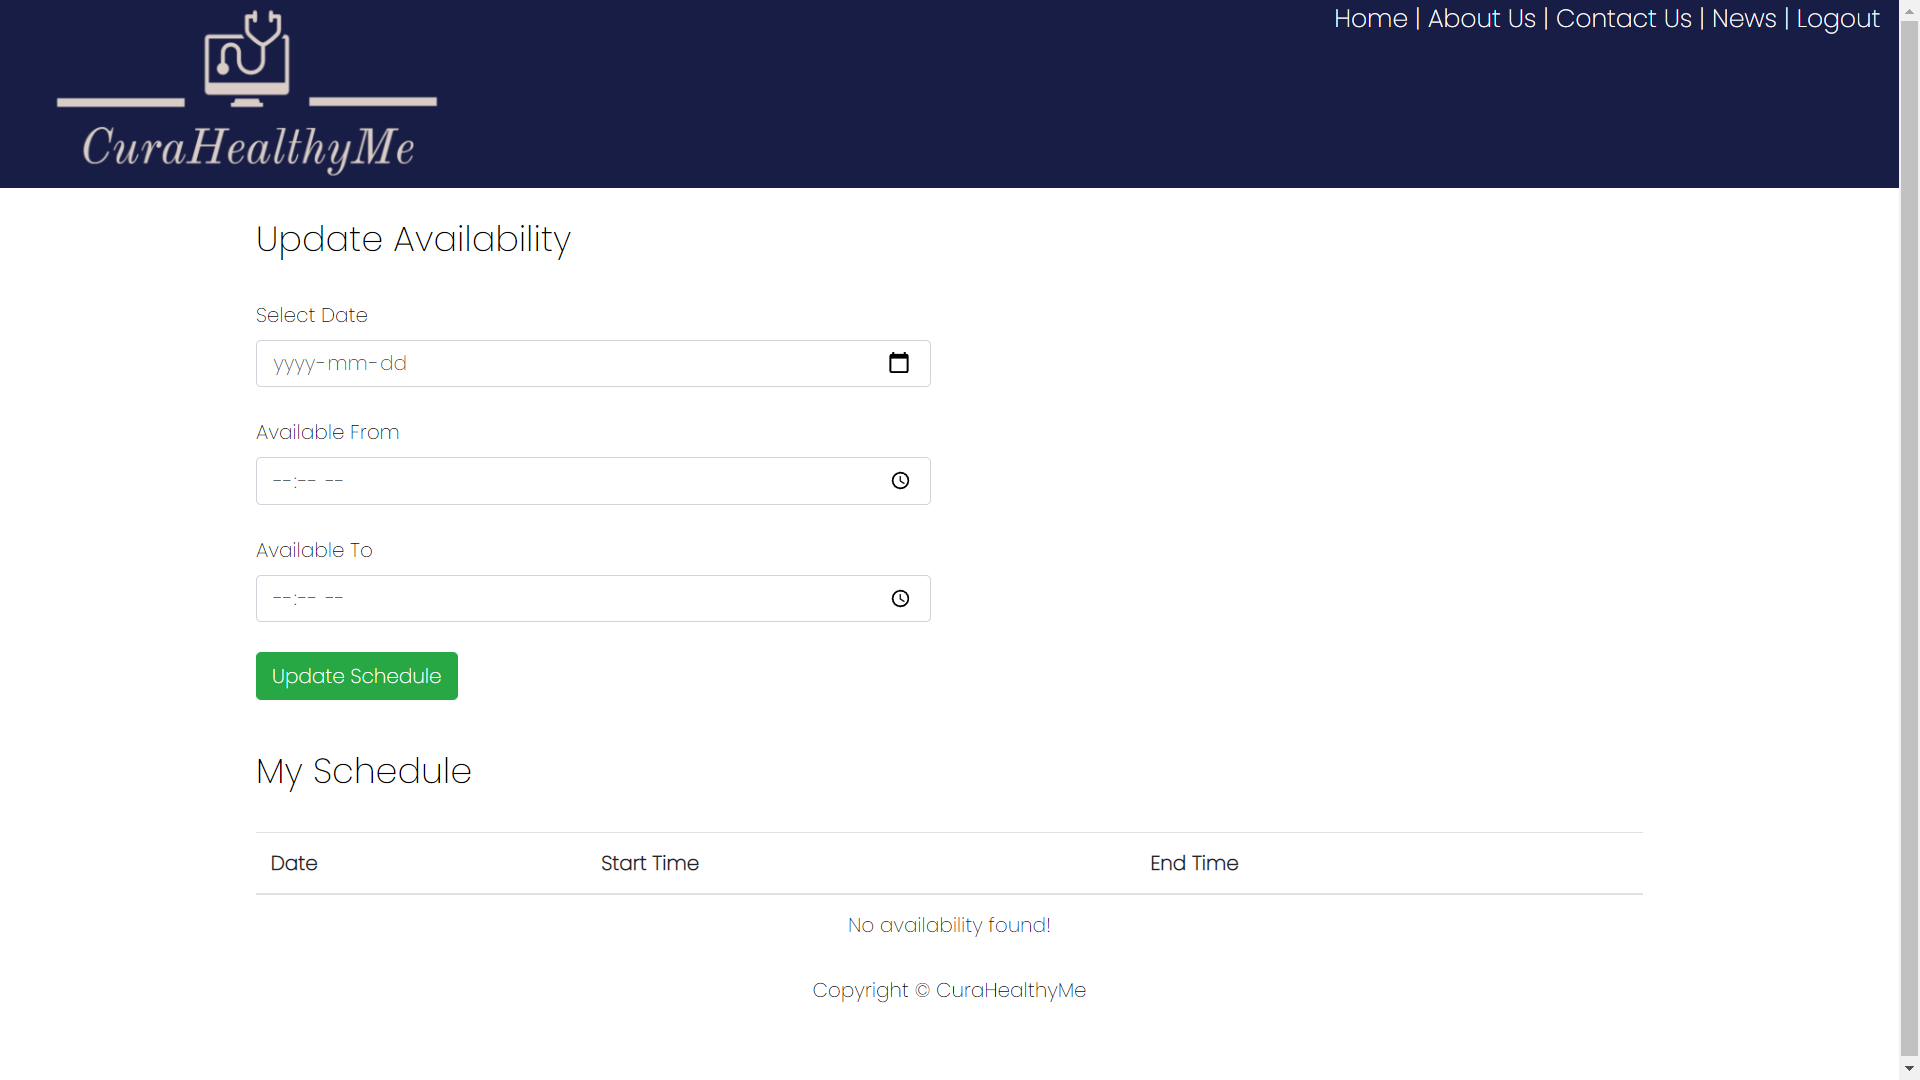 Home | About Us | Contact Us | News | Logout
CuraHealthyMe
Update Availability
Select Date
yyyy-mm-dd
Available From
--:-- --
Available To
--:-- --
Update Schedule
My Schedule
Date Start Time End Time
No availability found!
Copyright © CuraHealthyMe